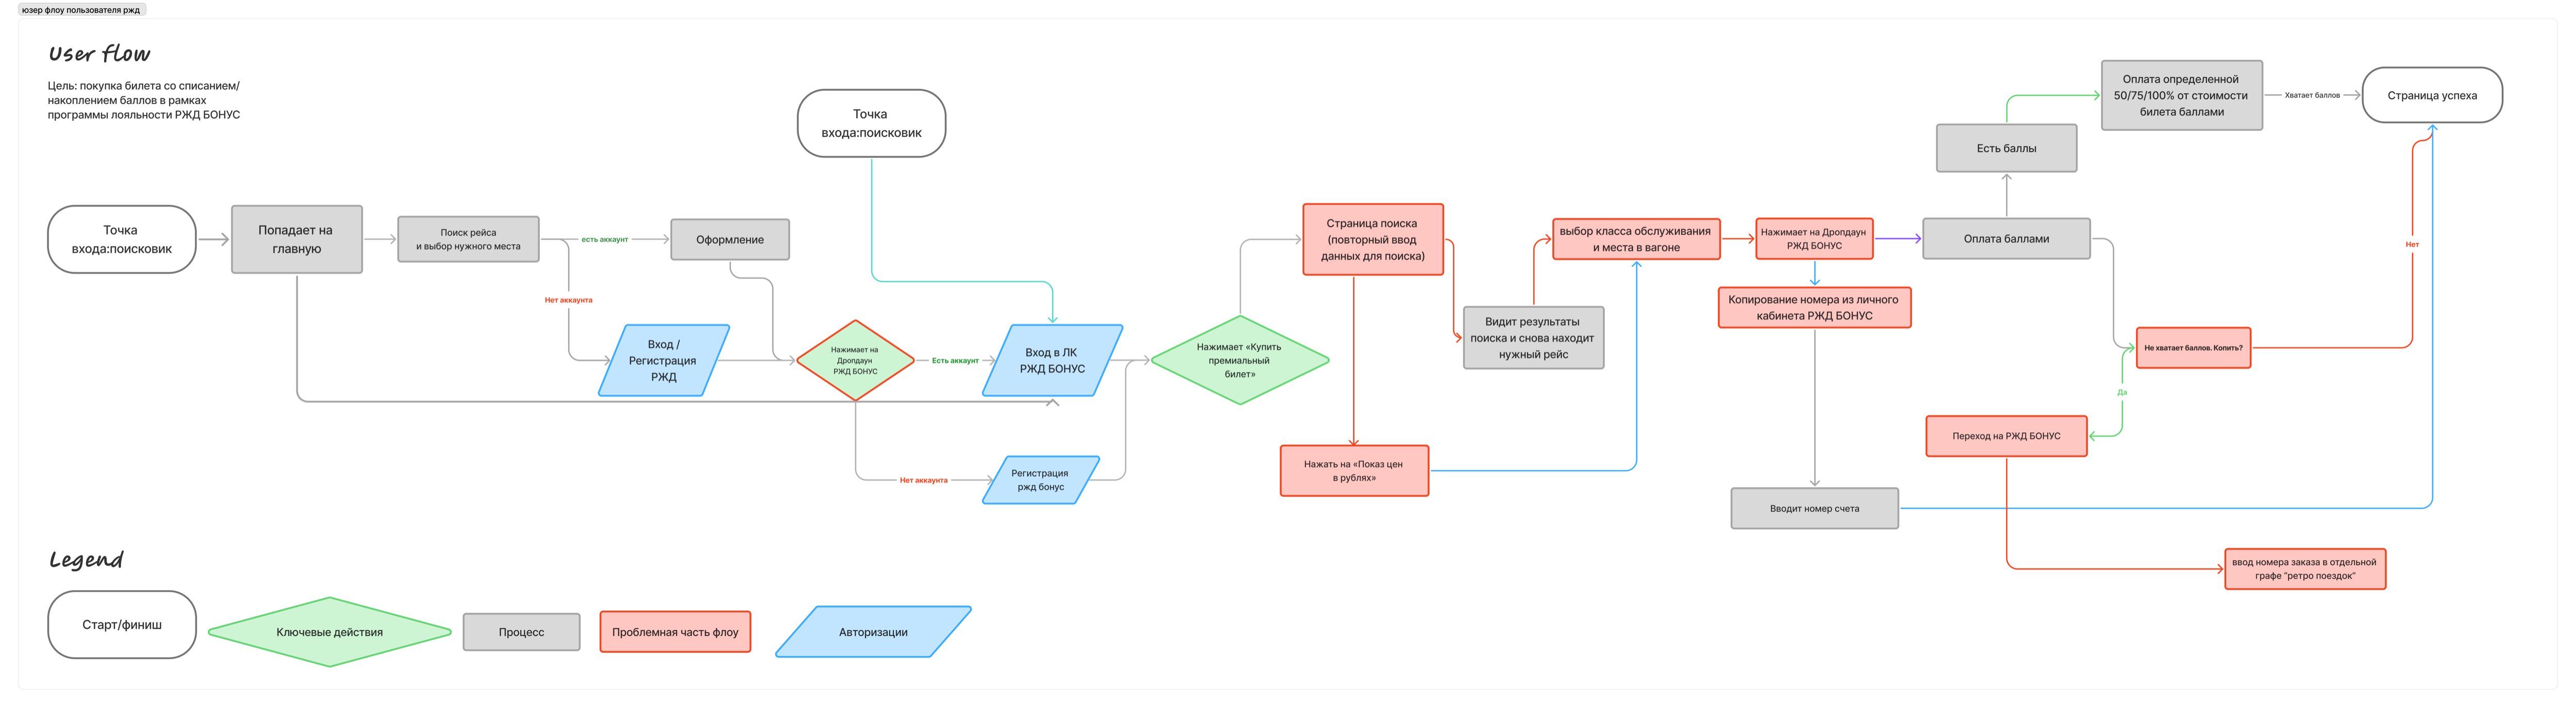 юзер флоу пользователя ржд
User flow
Цель: покупка билета со списанием/
накоплением баллов в рамках
программы лояльности РЖД БОНУС
Точка
входа:поисковик
Попадает на
главную
Поиск рейса
и выбор нужного места
есть аккаунт
Нет аккаунта
Оформление
Вход /
Регистрация
РЖД
Точка
входа:поисковик
Нажимает на
Дропдаун
РЖД БОНУС
Есть аккаунт
Нет аккаунта
Вход в ЛК
РЖД БОНУС
Регистрация
ржд бонус
Нажимает «Купить
премиальный
билет»
Страница поиска
(повторный ввод
данных для поиска)
Нажать на «Показ цен
в рублях»
Видит результаты
поиска и снова находит
нужный рейс
выбор класса обслуживания
и места в вагоне
Нажимает на Дропдаун
РЖД БОНУС
Копирование номера из личного
кабинета РЖД БОНУС
Вводит номер счета
Оплата баллами
Есть баллы
Оплата определенной
50/75/100% от стоимости
билета баллами
Хватает баллов
Страница успеха
Нет
Не хватает баллов. Копить?
Да
Переход на РЖД БОНУС
ввод номера заказа в отдельной
графе “ретро поездок”
Legend
Старт/финиш
Ключевые действия
Процесс
Проблемная часть флоу
Авторизации